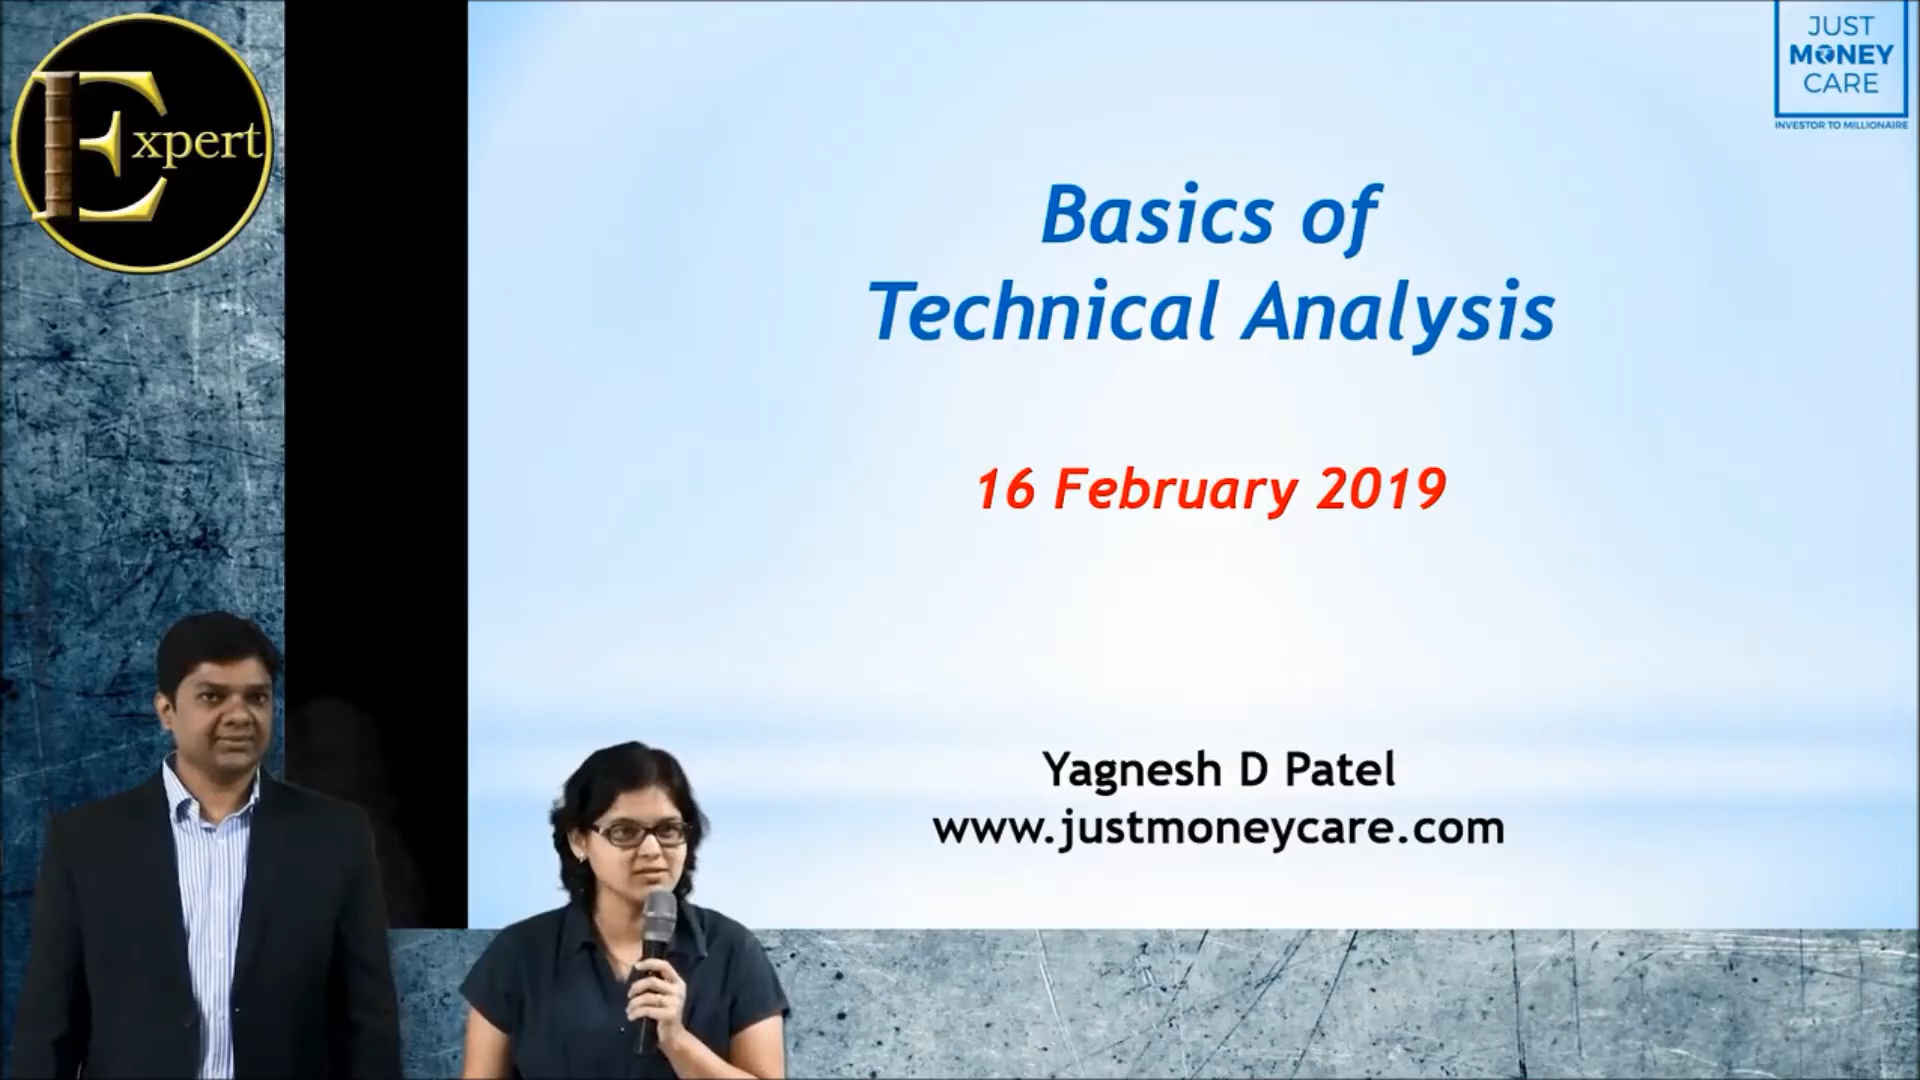 Expert
JUST
MONEY
CARE
INVESTOR TO MILLIONAIRE
Basics of
Technical Analysis
16 February 2019
Yagnesh D Patel
www.justmoneycare.com